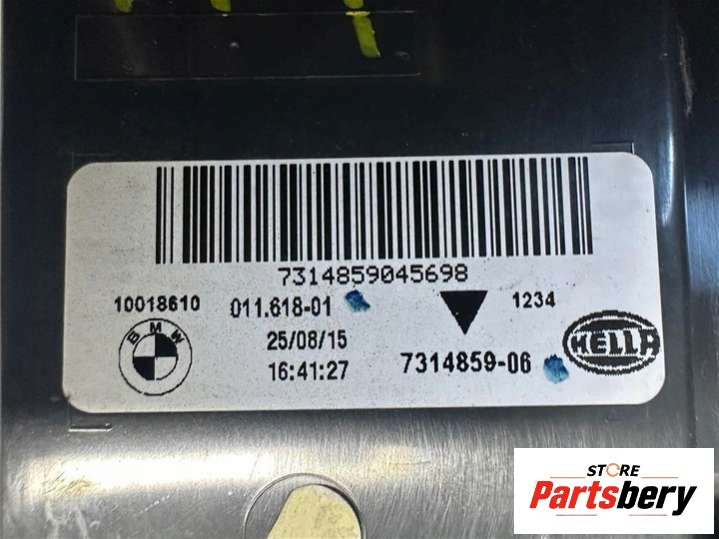 7314859045698
10018610 011.618-01 1234
BMW 25/08/15 HELLA
16:41:27 7314859-06
STORE
Partsbery